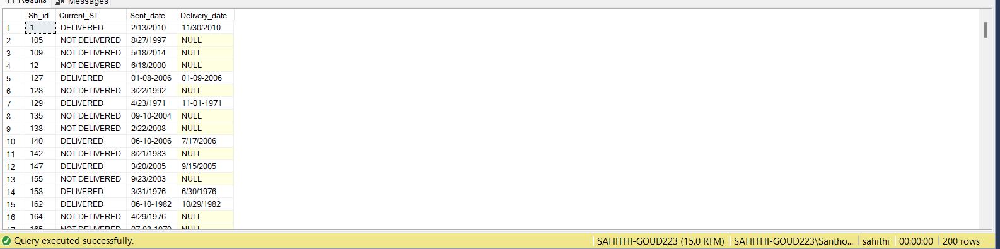 Results Messages
Sh_id Current_ST Sent_date Delivery_date
1 1 DELIVERED 2/13/2010 11/30/2010
2 105 NOT DELIVERED 8/27/1997 NULL
3 109 NOT DELIVERED 5/18/2014 NULL
4 12 NOT DELIVERED 6/18/2000 NULL
5 127 DELIVERED 01-08-2006 01-09-2006
6 128 NOT DELIVERED 3/22/1992 NULL
7 129 DELIVERED 4/23/1971 11-01-1971
8 135 NOT DELIVERED 09-10-2004 NULL
9 138 NOT DELIVERED 2/22/2008 NULL
10 140 DELIVERED 06-10-2006 7/17/2006
11 142 NOT DELIVERED 8/21/1983 NULL
12 147 DELIVERED 3/20/2005 9/15/2005
13 155 NOT DELIVERED 9/23/2003 NULL
14 158 DELIVERED 3/31/1976 6/30/1976
15 162 DELIVERED 06-10-1982 10/29/1982
16 164 NOT DELIVERED 4/29/1976 NULL
17 165 NOT DELIVERED 07-03-1979 NULL
Query executed successfully. SAHITHI-GOUD223 (15.0 RTM) SAHITHI-GOUD223\Santho... sahithi 00:00:00 200 rows